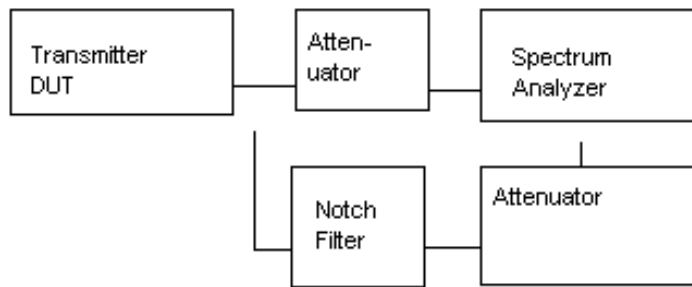 Transmitter
DUT
Atten-
uator
Spectrum
Analyzer
Notch
Filter
Attenuator